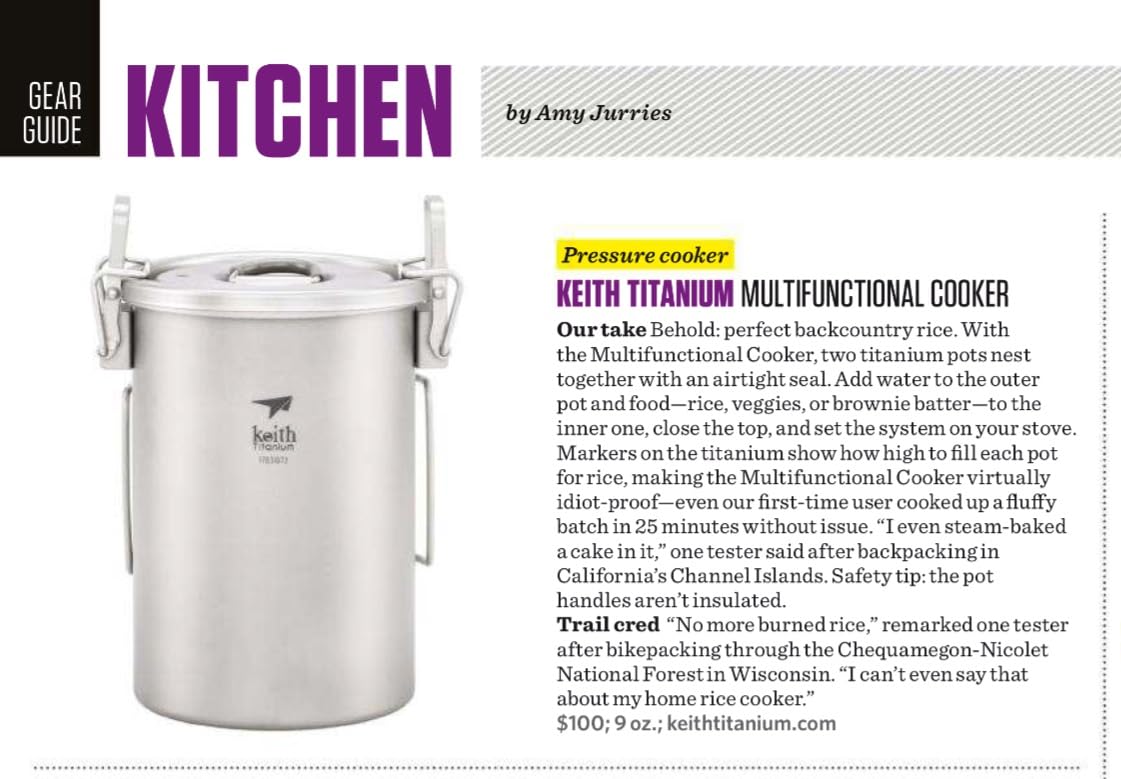 GEAR
GUIDE
KITCHEN
by Amy Jurries
Pressure cooker
KEITH TITANIUM MULTIFUNCTIONAL COOKER
Our take Behold: perfect backcountry rice. With
the Multifunctional Cooker, two titanium pots nest
together with an airtight seal. Add water to the outer
pot and food—rice, veggies, or brownie batter—to the
inner one, close the top, and set the system on your stove.
Markers on the titanium show how high to fill each pot
for rice, making the Multifunctional Cooker virtually
idiot-proof—even our first-time user cooked up a fluffy
batch in 25 minutes without issue. “I even steam-baked
a cake in it,” one tester said after backpacking in
California’s Channel Islands. Safety tip: the pot
handles aren’t insulated.
Trail cred “No more burned rice,” remarked one tester
after bikepacking through the Chequamegon-Nicolet
National Forest in Wisconsin. “I can’t even say that
about my home rice cooker.”
$100; 9 oz.; keithtitanium.com
keith
Titanium